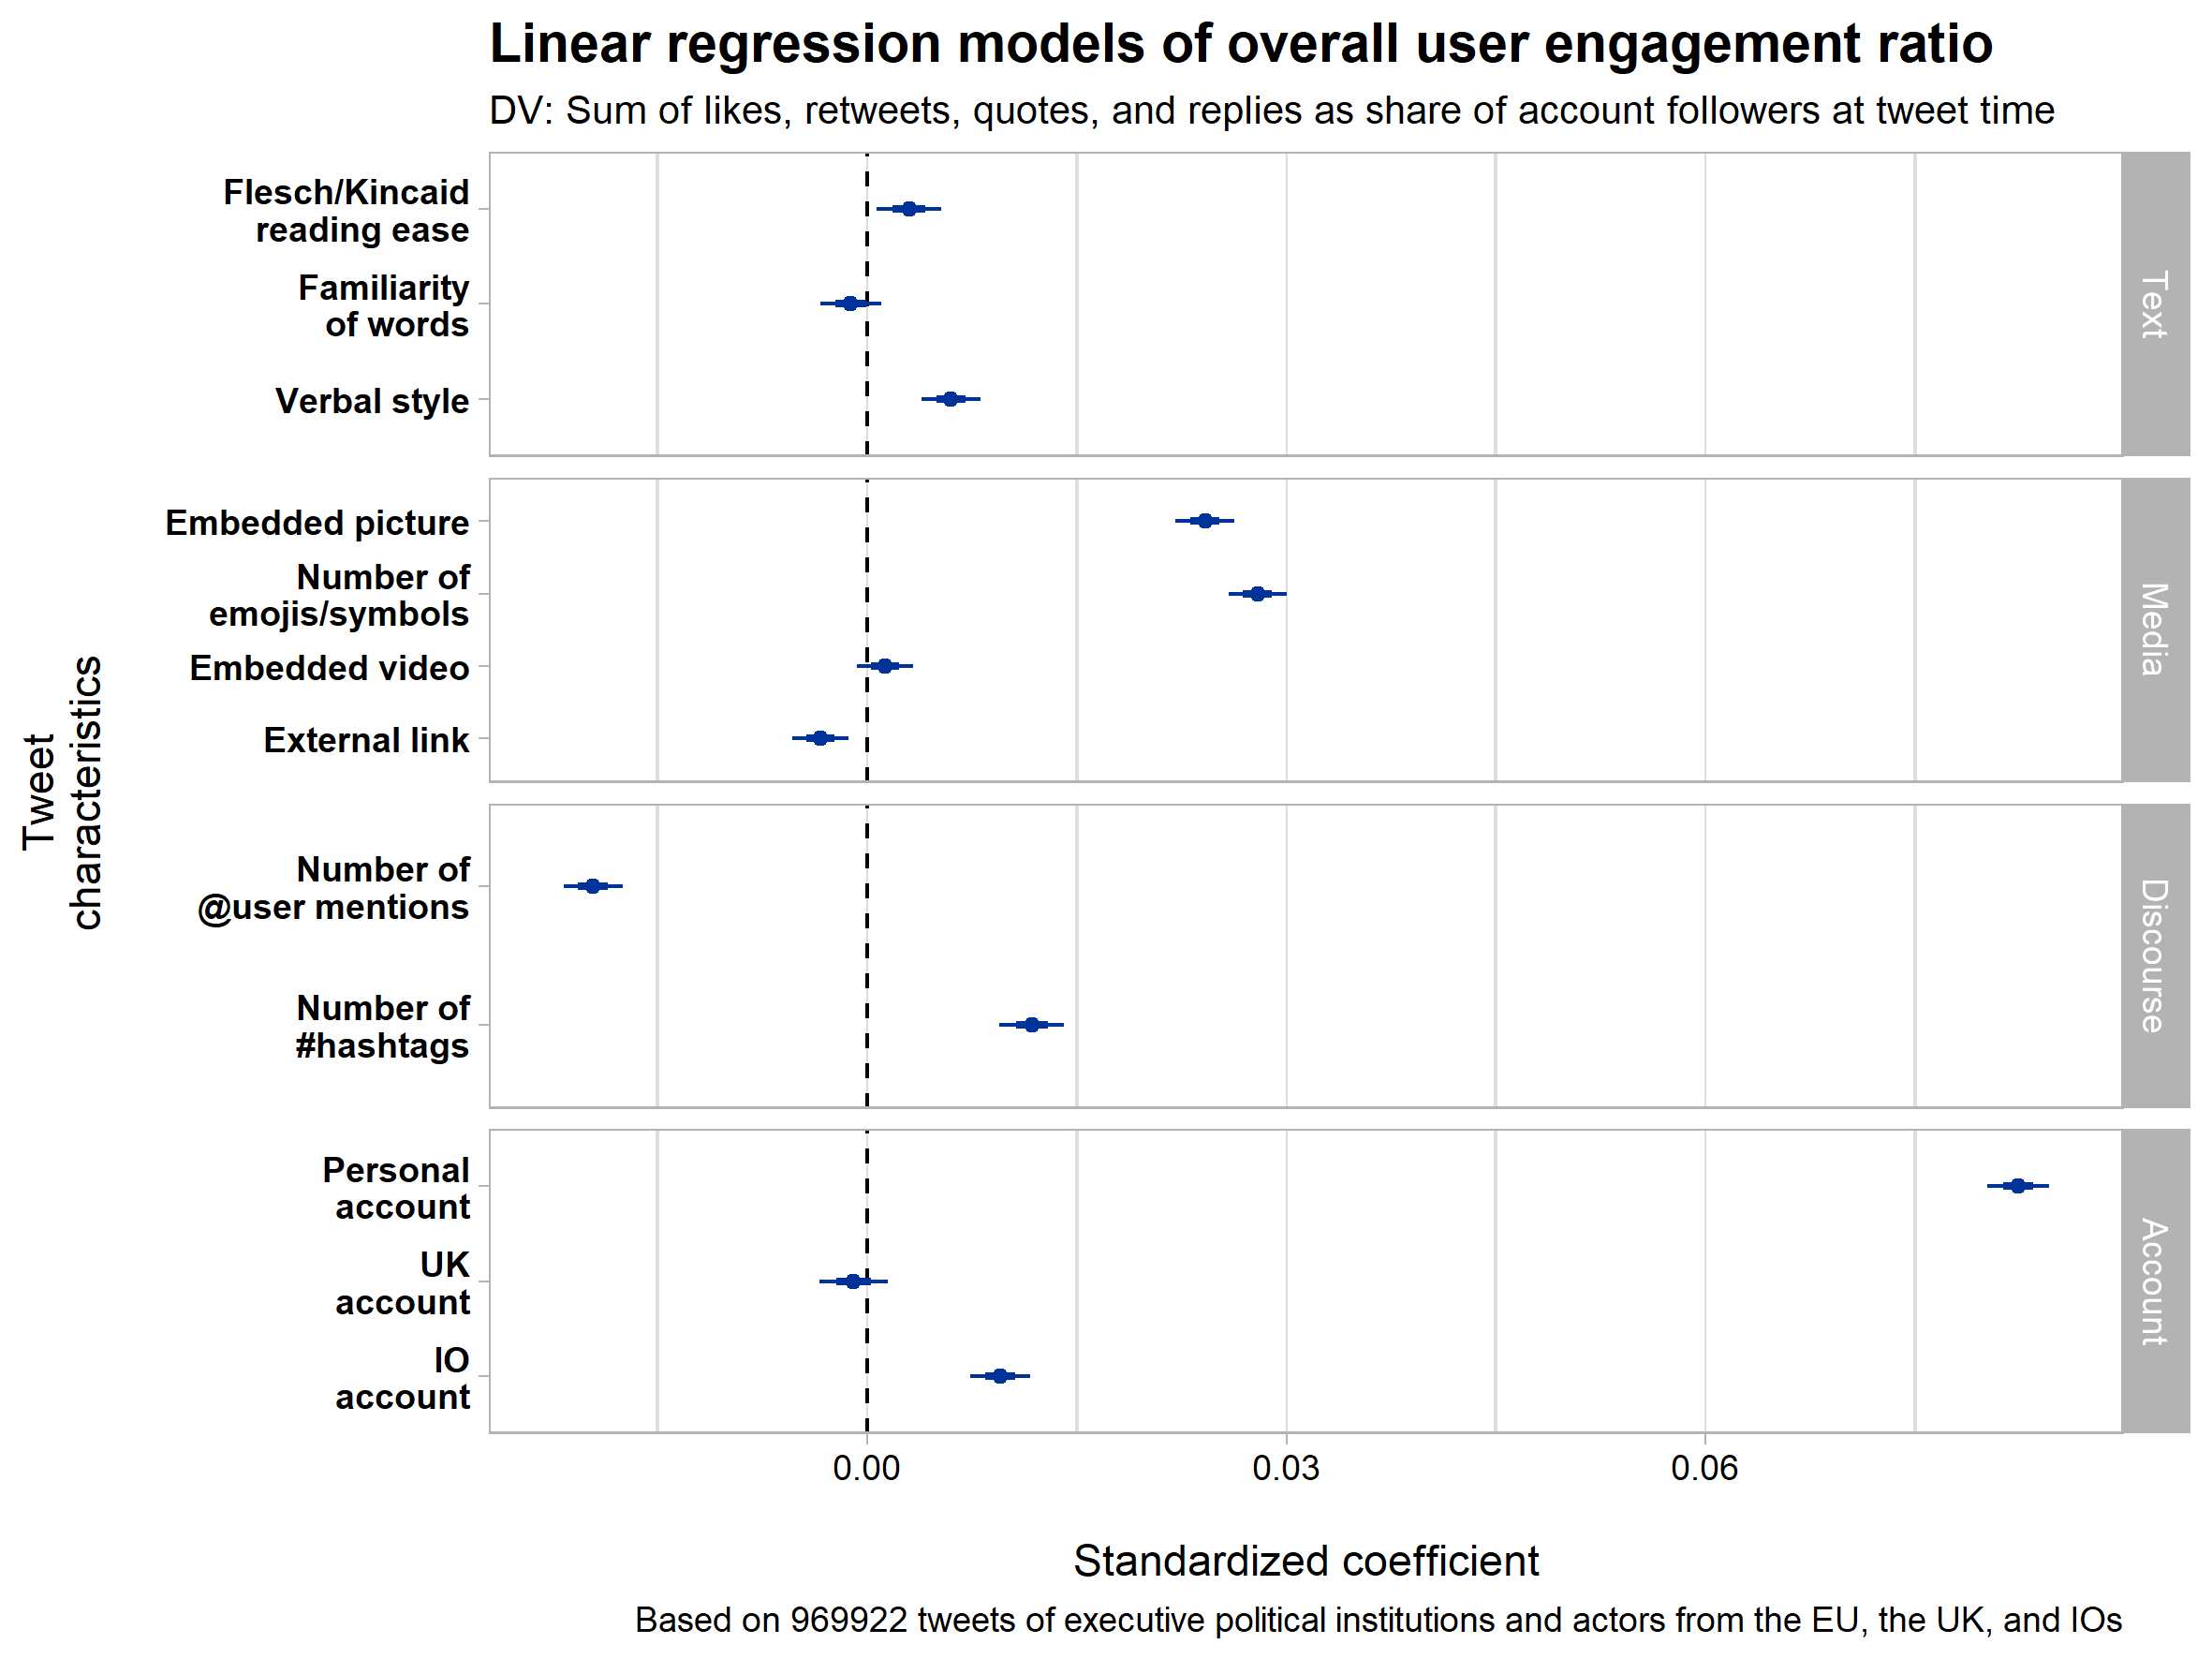 Linear regression models of overall user engagement ratio
DV: Sum of likes, retweets, quotes, and replies as share of account followers at tweet time
Flesch/Kincaid
reading ease
Familiarity
of words
Verbal style
Text
Embedded picture
Number of
emojis/symbols
Embedded video
External link
Media
Number of
@user mentions
Number of
#hashtags
Discourse
Personal
account
UK
account
IO
account
Account
Tweet
characteristics
0.00
0.03
0.06
Standardized coefficient
Based on 969922 tweets of executive political institutions and actors from the EU, the UK, and IOs